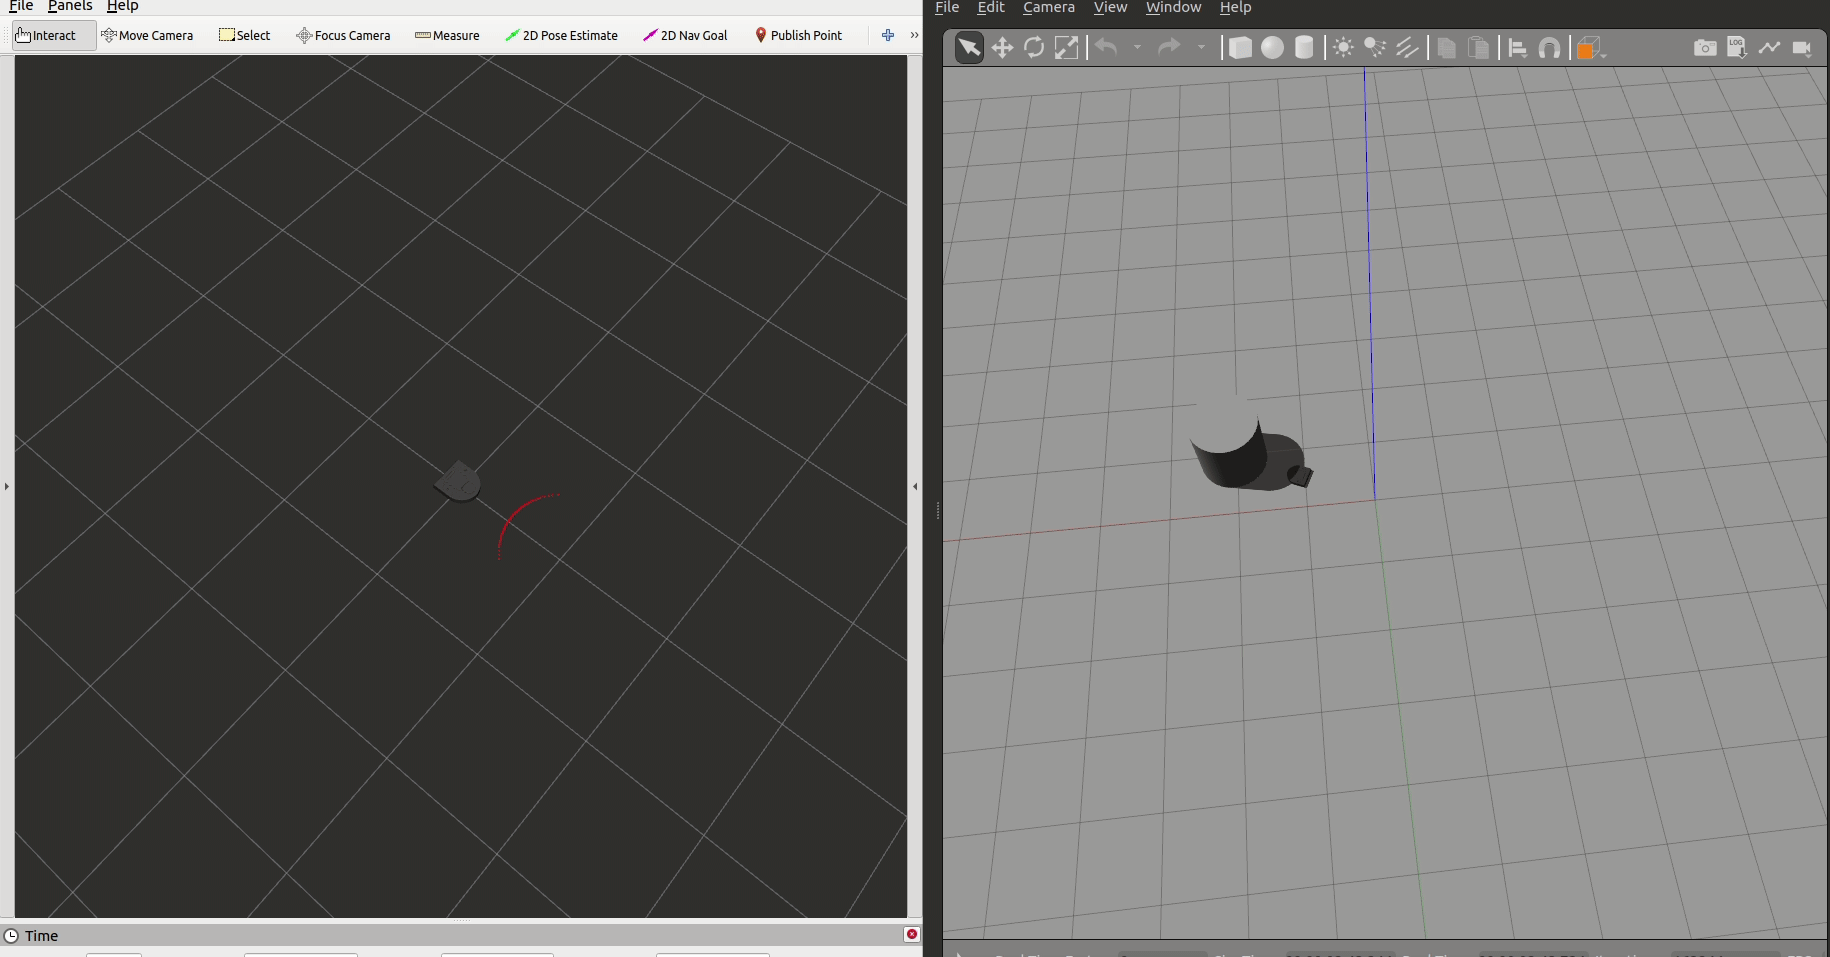 File Panels Help
Interact Move Camera Select Focus Camera Measure 2D Pose Estimate 2D Nav Goal Publish Point »
Time
File Edit Camera View Window Help
LOG